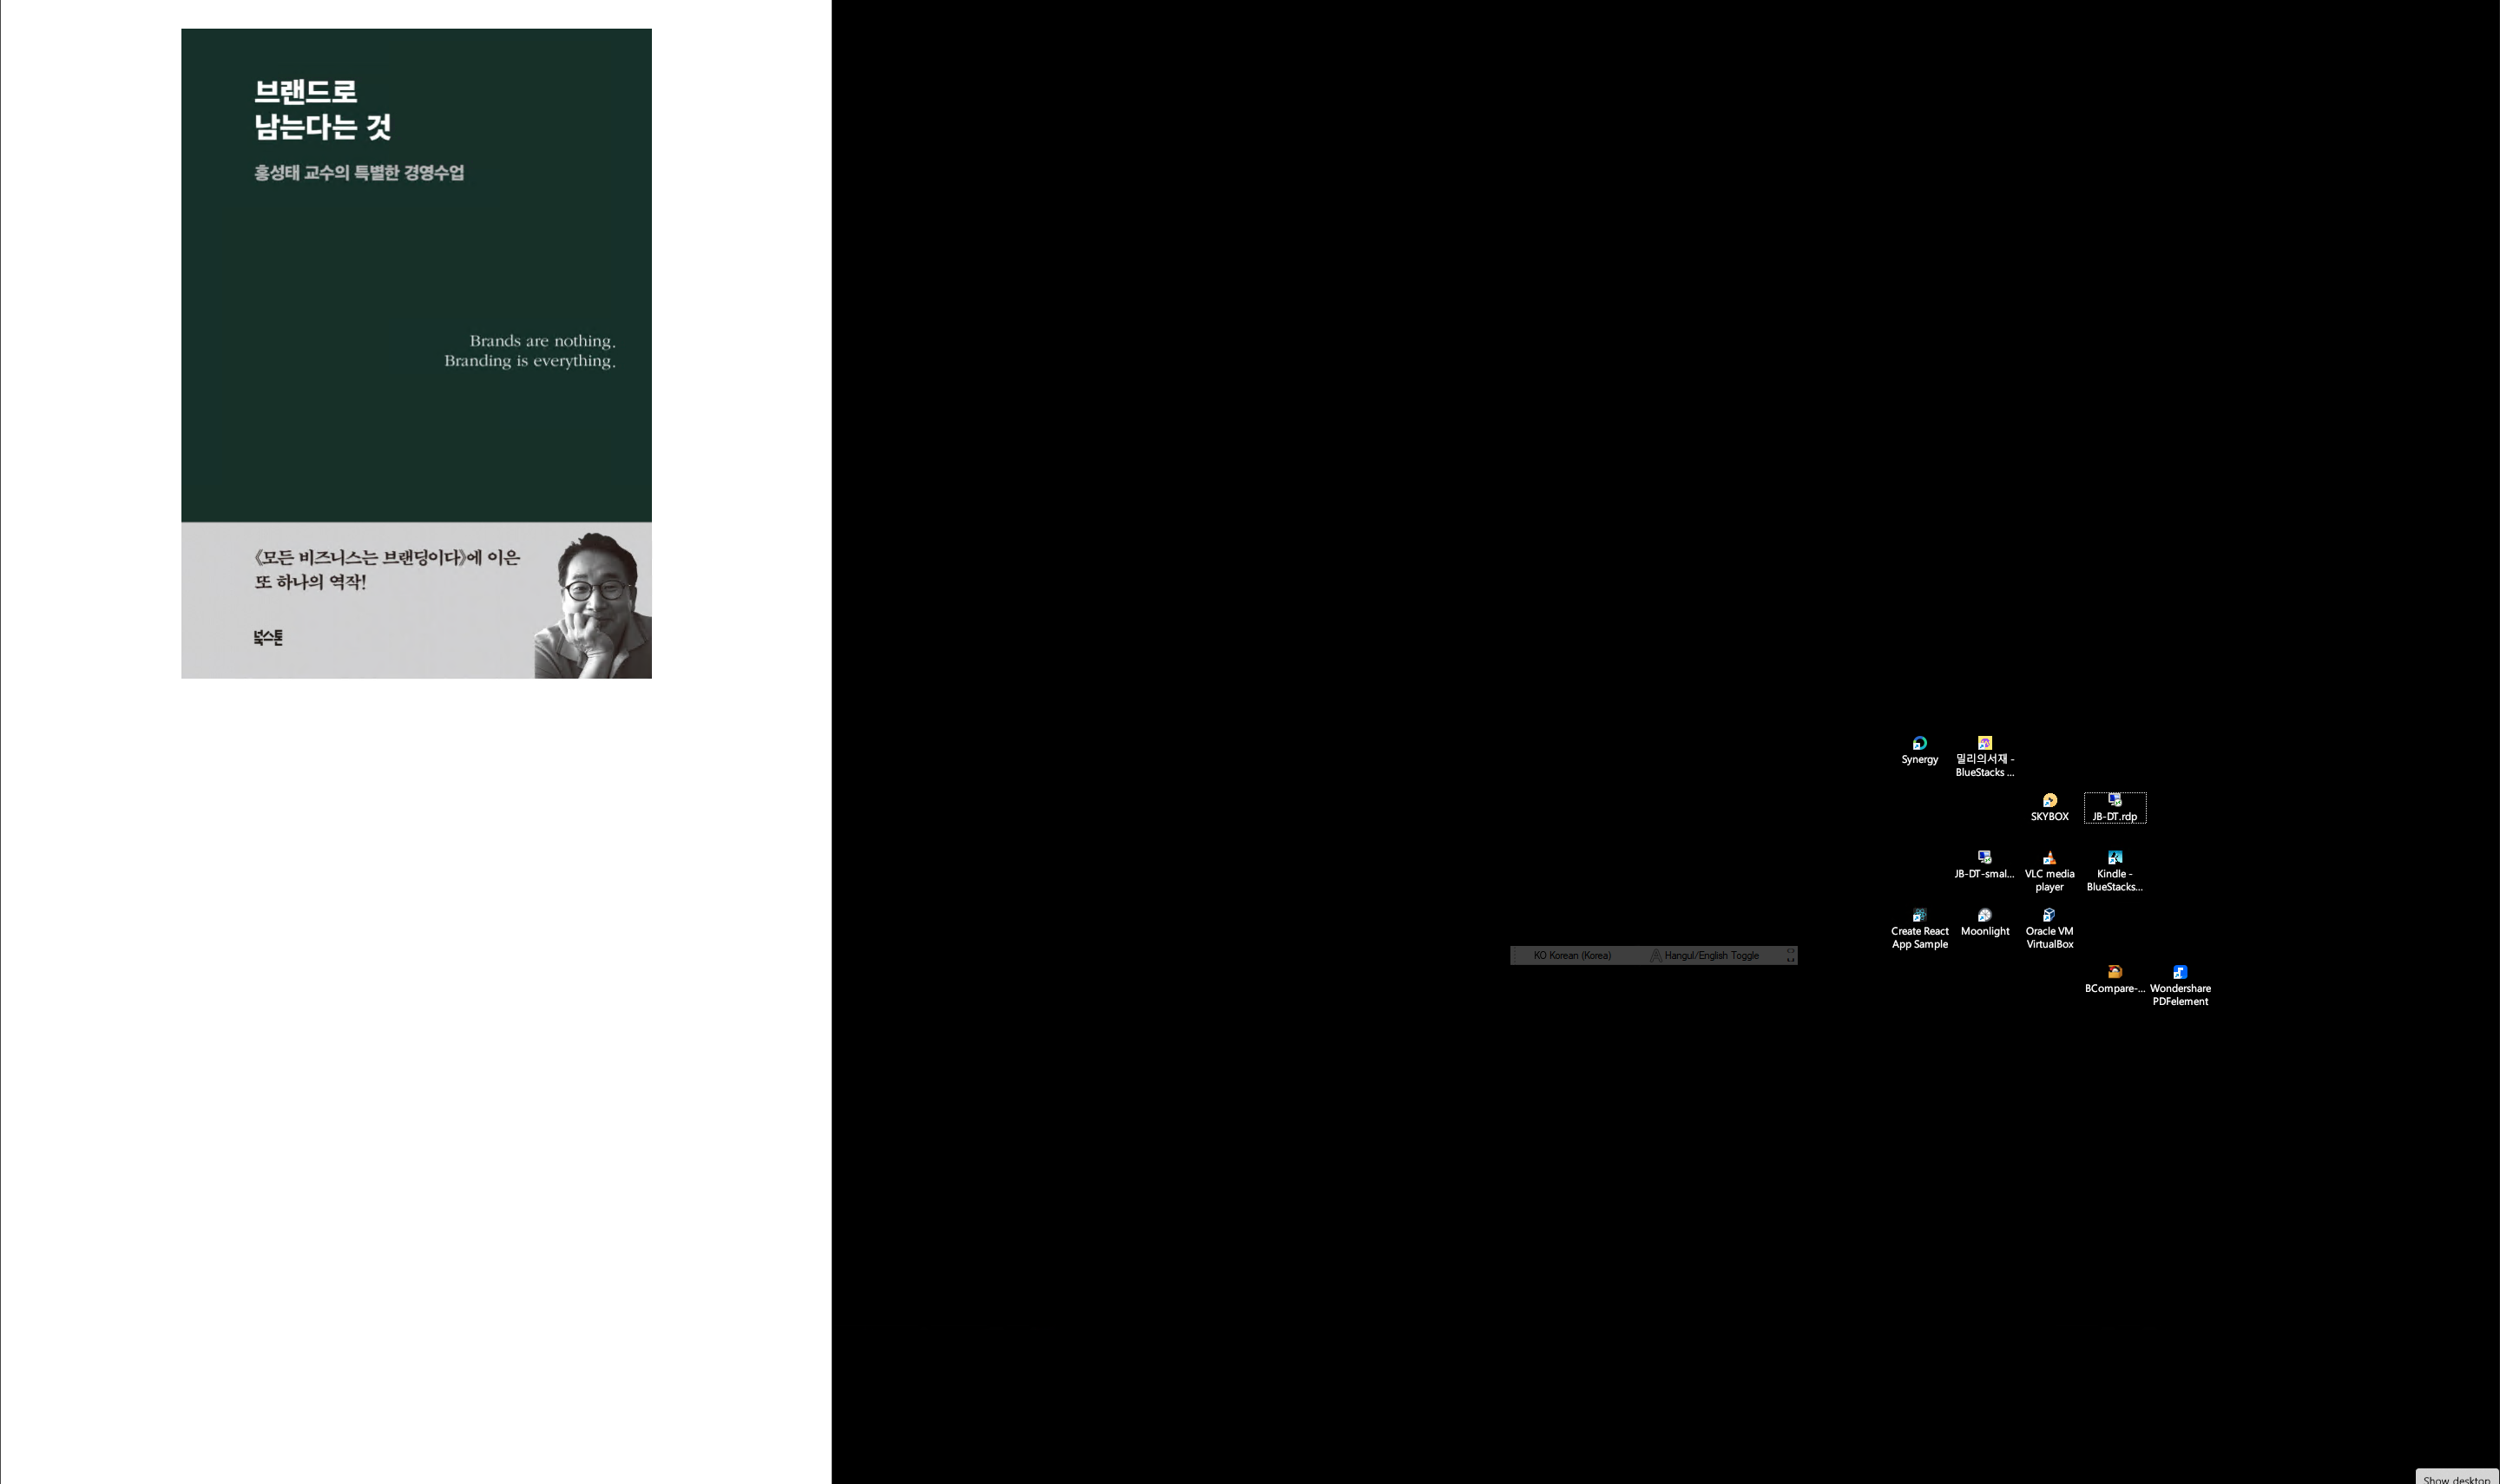 브랜드로
남는다는 것
홍성태 교수의 특별한 경영수업
Brands are nothing.
Branding is everything.
《모든 비즈니스는 브랜딩이다》에 이은
또 하나의 역작!
북스톤
Synergy
밀리의서재 -
BlueStacks ...
SKYBOX
JB-DT.rdp
JB-DT-smal...
VLC media
player
Kindle -
BlueStacks...
Create React
App Sample
Moonlight
Oracle VM
VirtualBox
KO Korean (Korea)
Hangul/English Toggle
BCompare-...
Wondershare
PDFelement
Show desktop